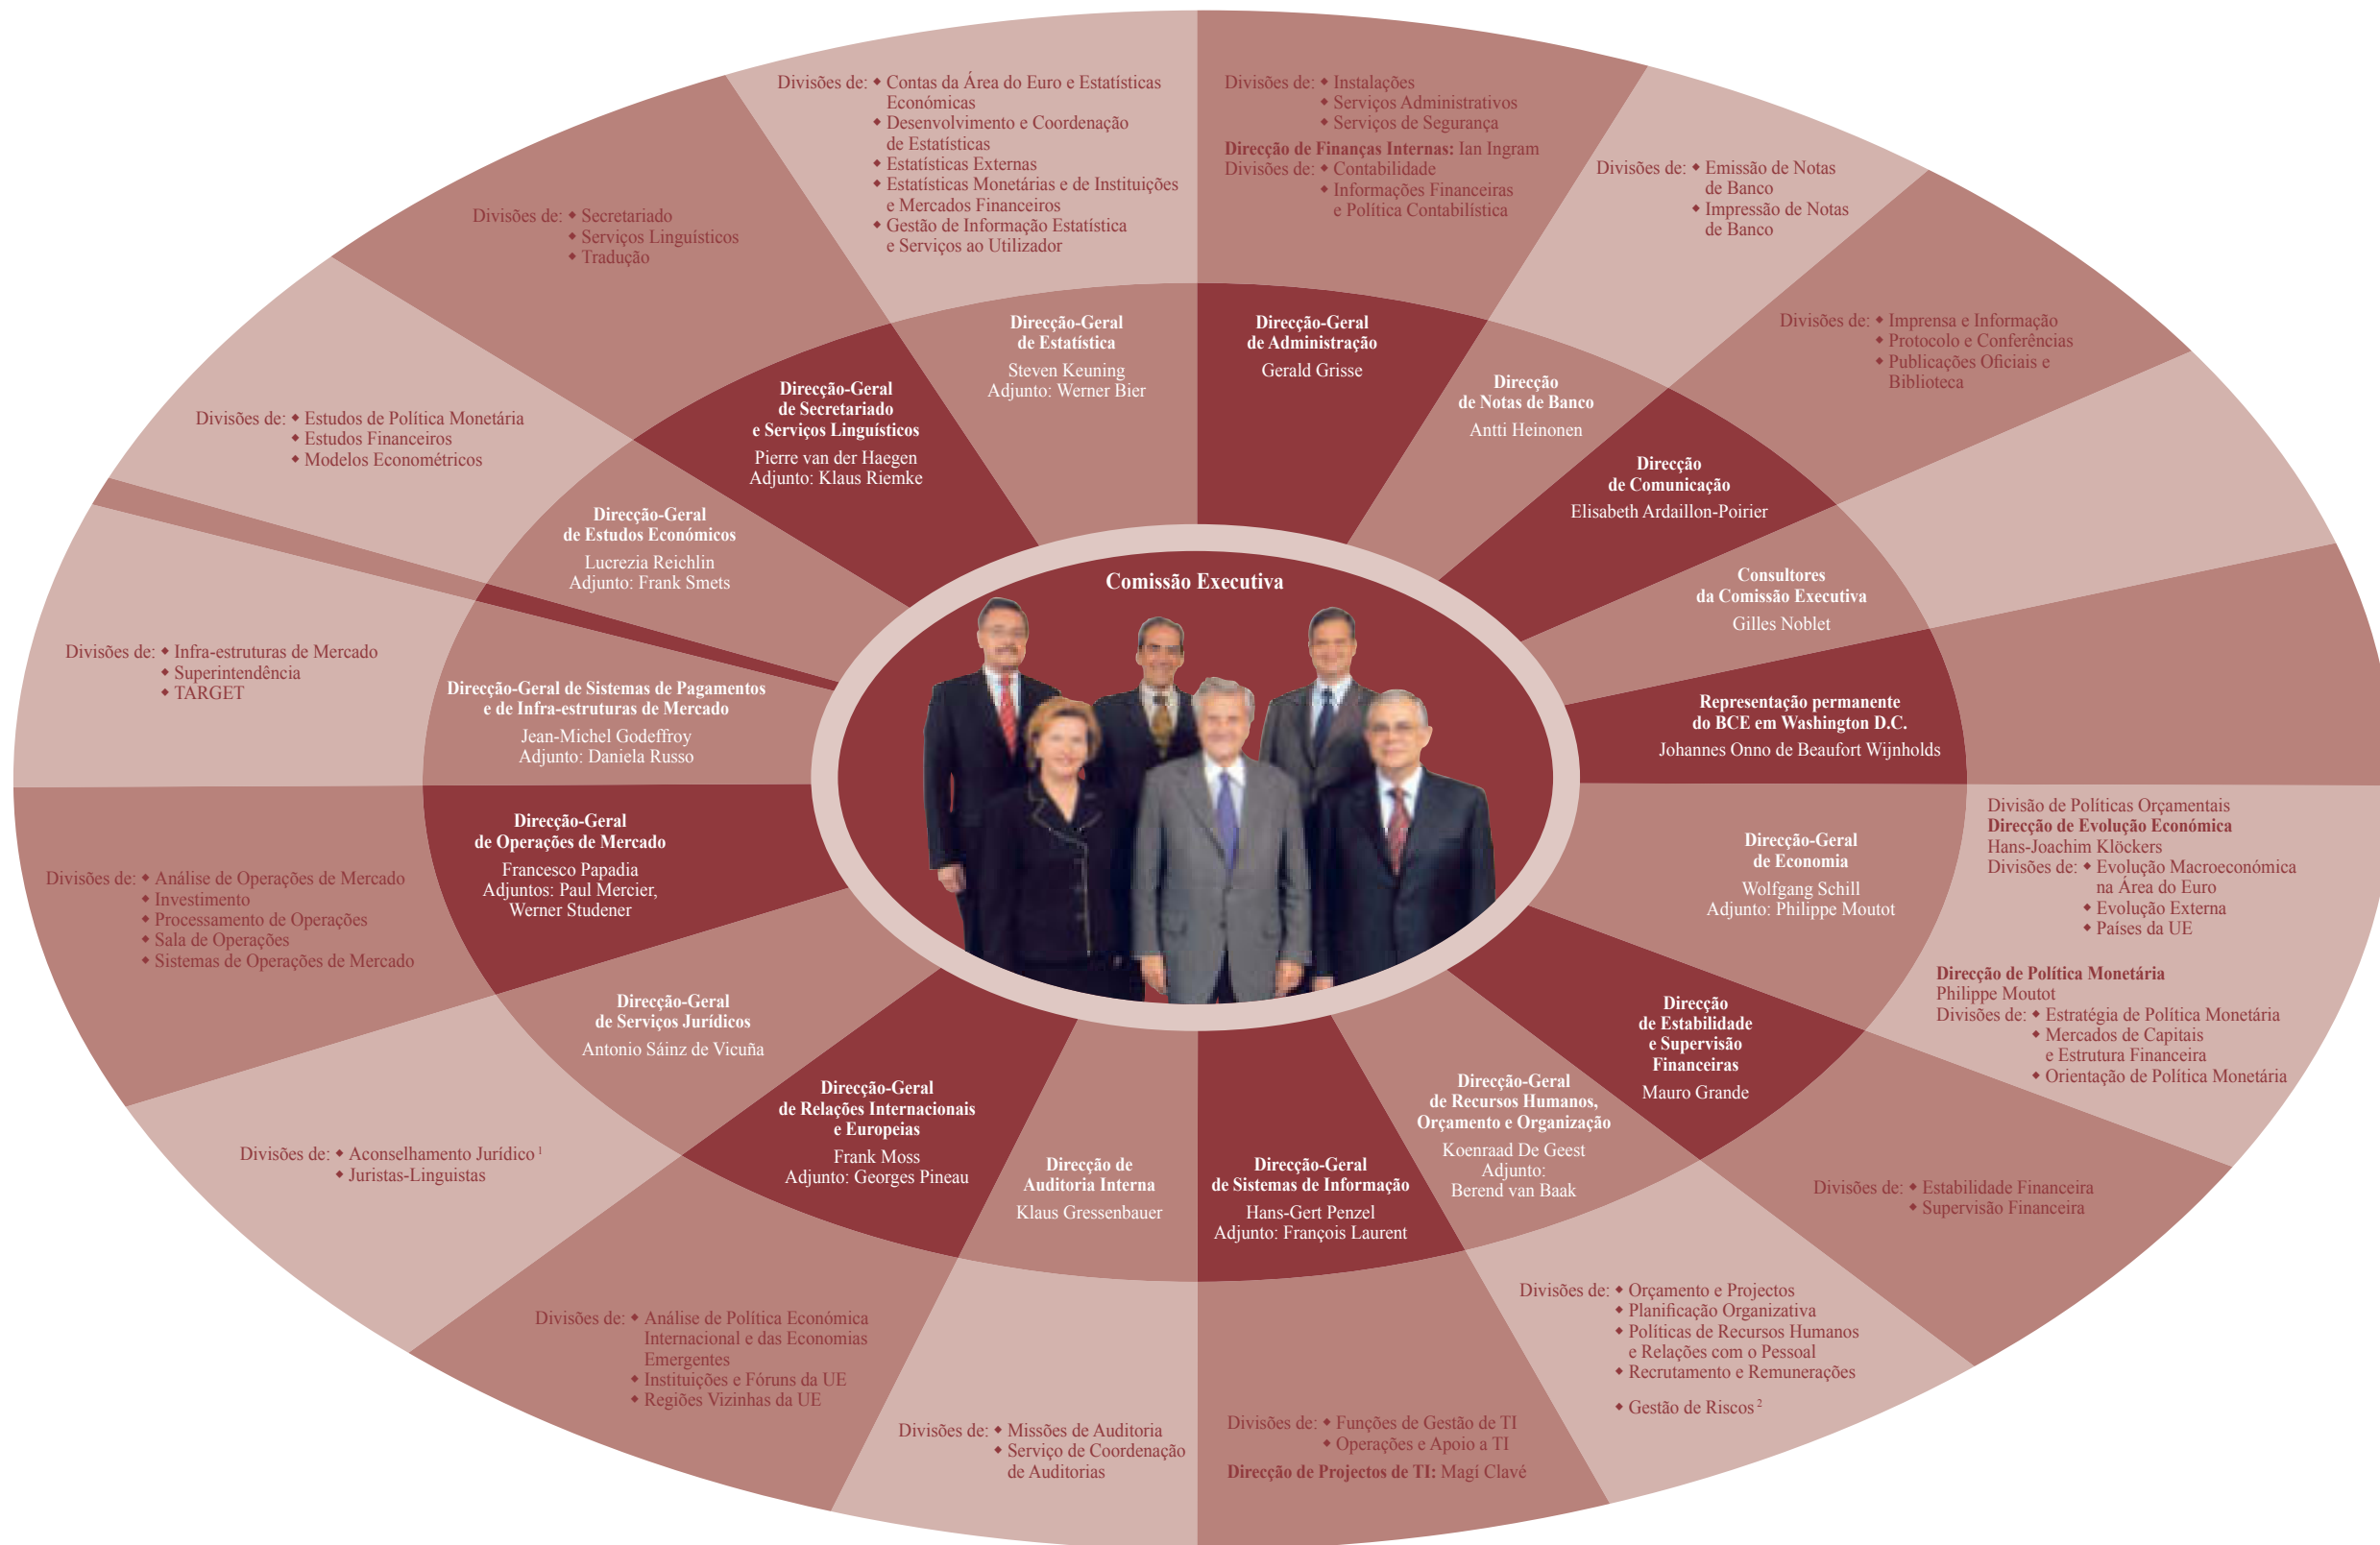 Comissão Executiva
Direcção-Geral
de Administração
Gerald Grisse
Divisões de: ◆ Instalações
◆ Serviços Administrativos
◆ Serviços de Segurança
Direcção de Finanças Internas: Ian Ingram
Divisões de: ◆ Contabilidade
◆ Informações Financeiras
e Política Contabilística
Direcção
de Notas de Banco
Antti Heinonen
Divisões de: ◆ Emissão de Notas
de Banco
◆ Impressão de Notas
de Banco
Direcção
de Comunicação
Elisabeth Ardaillon-Poirier
Divisões de: ◆ Imprensa e Informação
◆ Protocolo e Conferências
◆ Publicações Oficiais e
Biblioteca
Consultores
da Comissão Executiva
Gilles Noblet
Representação permanente
do BCE em Washington D.C.
Johannes Onno de Beaufort Wijnholds
Direcção-Geral
de Economia
Wolfgang Schill
Adjunto: Philippe Moutot
Divisão de Políticas Orçamentais
Direcção de Evolução Económica
Hans-Joachim Klöckers
Divisões de: ◆ Evolução Macroeconómica
na Área do Euro
◆ Evolução Externa
◆ Países da UE
Direcção de Política Monetária
Philippe Moutot
Divisões de: ◆ Estratégia de Política Monetária
◆ Mercados de Capitais
e Estrutura Financeira
◆ Orientação de Política Monetária
Direcção
de Estabilidade
e Supervisão
Financeiras
Mauro Grande
Divisões de: ◆ Estabilidade Financeira
◆ Supervisão Financeira
Direcção-Geral
de Recursos Humanos,
Orçamento e Organização
Koenraad De Geest
Adjunto:
Berend van Baak
Divisões de: ◆ Orçamento e Projectos
◆ Planificação Organizativa
◆ Políticas de Recursos Humanos
e Relações com o Pessoal
◆ Recrutamento e Remunerações
◆ Gestão de Riscos 2
Direcção-Geral
de Sistemas de Informação
Hans-Gert Penzel
Adjunto: François Laurent
Divisões de: ◆ Funções de Gestão de TI
◆ Operações e Apoio a TI
Direcção de Projectos de TI: Magí Clavé
Direcção de
Auditoria Interna
Klaus Gressenbauer
Divisões de: ◆ Missões de Auditoria
◆ Serviço de Coordenação
de Auditorias
Direcção-Geral
de Relações Internacionais
e Europeias
Frank Moss
Adjunto: Georges Pineau
Divisões de: ◆ Análise de Política Económica
Internacional e das Economias
Emergentes
◆ Instituições e Fóruns da UE
◆ Regiões Vizinhas da UE
Direcção-Geral
de Serviços Jurídicos
Antonio Sáinz de Vicuña
Divisões de: ◆ Aconselhamento Jurídico 1
◆ Juristas-Linguistas
Direcção-Geral
de Operações de Mercado
Francesco Papadia
Adjuntos: Paul Mercier,
Werner Studener
Divisões de: ◆ Análise de Operações de Mercado
◆ Investimento
◆ Processamento de Operações
◆ Sala de Operações
◆ Sistemas de Operações de Mercado
Direcção-Geral de Sistemas de Pagamentos
e de Infra-estruturas de Mercado
Jean-Michel Godeffroy
Adjunto: Daniela Russo
Divisões de: ◆ Infra-estruturas de Mercado
◆ Superintendência
◆ TARGET
Direcção-Geral
de Estudos Económicos
Lucrezia Reichlin
Adjunto: Frank Smets
Divisões de: ◆ Estudos de Política Monetária
◆ Estudos Financeiros
◆ Modelos Econométricos
Direcção-Geral
de Secretariado
e Serviços Linguísticos
Pierre van der Haegen
Adjunto: Klaus Riemke
Divisões de: ◆ Secretariado
◆ Serviços Linguísticos
◆ Tradução
Direcção-Geral
de Estatística
Steven Keuning
Adjunto: Werner Bier
Divisões de: ◆ Contas da Área do Euro e Estatísticas
Económicas
◆ Desenvolvimento e Coordenação
de Estatísticas
◆ Estatísticas Externas
◆ Estatísticas Monetárias e de Instituições
e Mercados Financeiros
◆ Gestão de Informação Estatística
e Serviços ao Utilizador